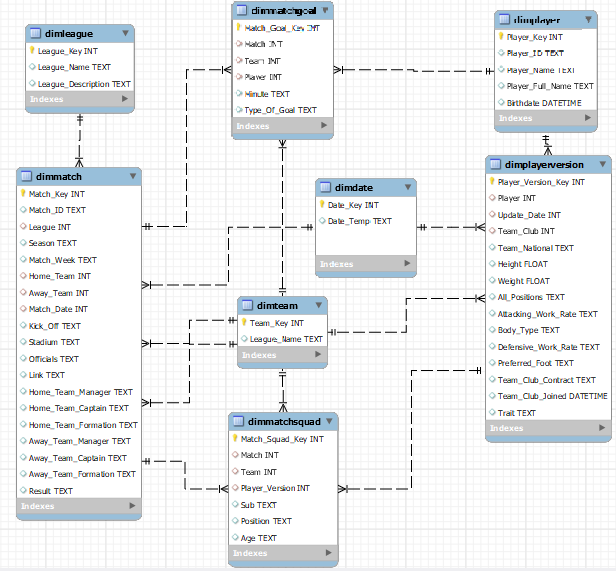 dimleague
League_Key INT
League_Name TEXT
League_Description TEXT
Indexes
dimmatchgoal
Match_Goal_Key INT
Match INT
Team INT
Player INT
Minute TEXT
Type_Of_Goal TEXT
Indexes
dimplayer
Player_Key INT
Player_ID TEXT
Player_Name TEXT
Player_Full_Name TEXT
Birthdate DATETIME
Indexes
dimmatch
Match_Key INT
Match_ID TEXT
League INT
Season TEXT
Match_Week TEXT
Home_Team INT
Away_Team INT
Match_Date INT
Kick_Off TEXT
Stadium TEXT
Officials TEXT
Link TEXT
Home_Team_Manager TEXT
Home_Team_Captain TEXT
Home_Team_Formation TEXT
Away_Team_Manager TEXT
Away_Team_Captain TEXT
Away_Team_Formation TEXT
Result TEXT
Indexes
dimdate
Date_Key INT
Date_Temp TEXT
Indexes
dimplayerversion
Player_Version_Key INT
Player INT
Update_Date INT
Team_Club INT
Team_National TEXT
Height FLOAT
Weight FLOAT
All_Positions TEXT
Attacking_Work_Rate TEXT
Body_Type TEXT
Defensive_Work_Rate TEXT
Preferred_Foot TEXT
Team_Club_Contract TEXT
Team_Club_Joined DATETIME
Trait TEXT
Indexes
dimteam
Team_Key INT
League_Name TEXT
Indexes
dimmatchsquad
Match_Squad_Key INT
Match INT
Team INT
Player_Version INT
Sub TEXT
Position TEXT
Age TEXT
Indexes